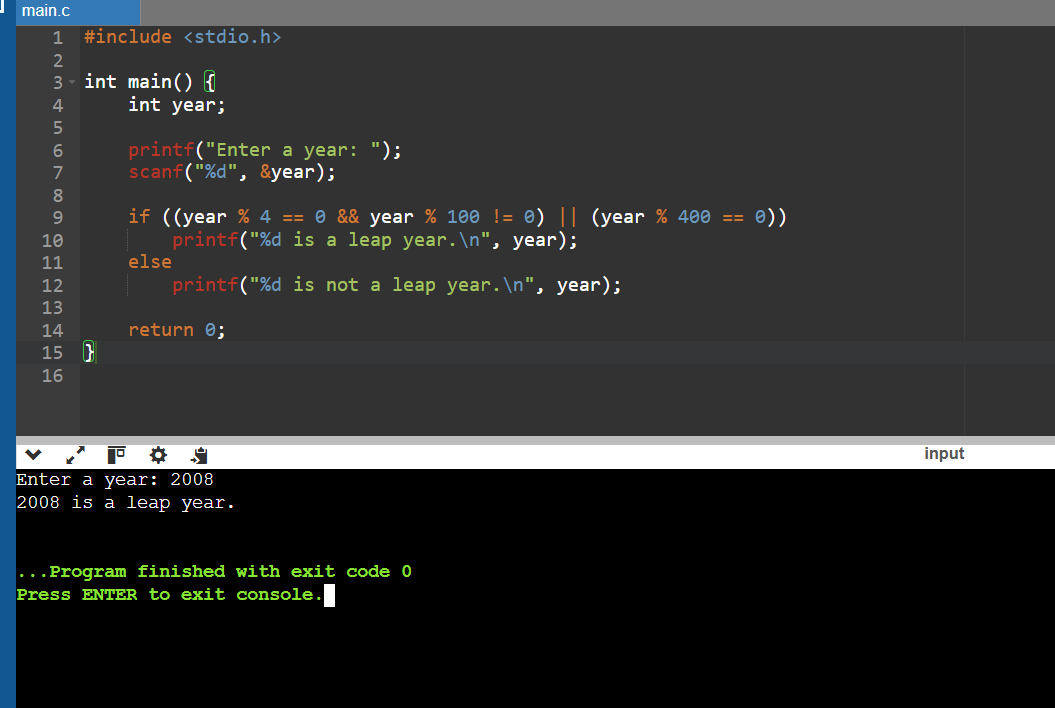 main.c
1 #include <stdio.h>
2
3 int main() {
4     int year;
5
6     printf("Enter a year: ");
7     scanf("%d", &year);
8
9     if ((year % 4 == 0 && year % 100 != 0) || (year % 400 == 0))
10         printf("%d is a leap year.\n", year);
11     else
12         printf("%d is not a leap year.\n", year);
13
14     return 0;
15 }
16
input
Enter a year: 2008
2008 is a leap year.
...Program finished with exit code 0
Press ENTER to exit console.